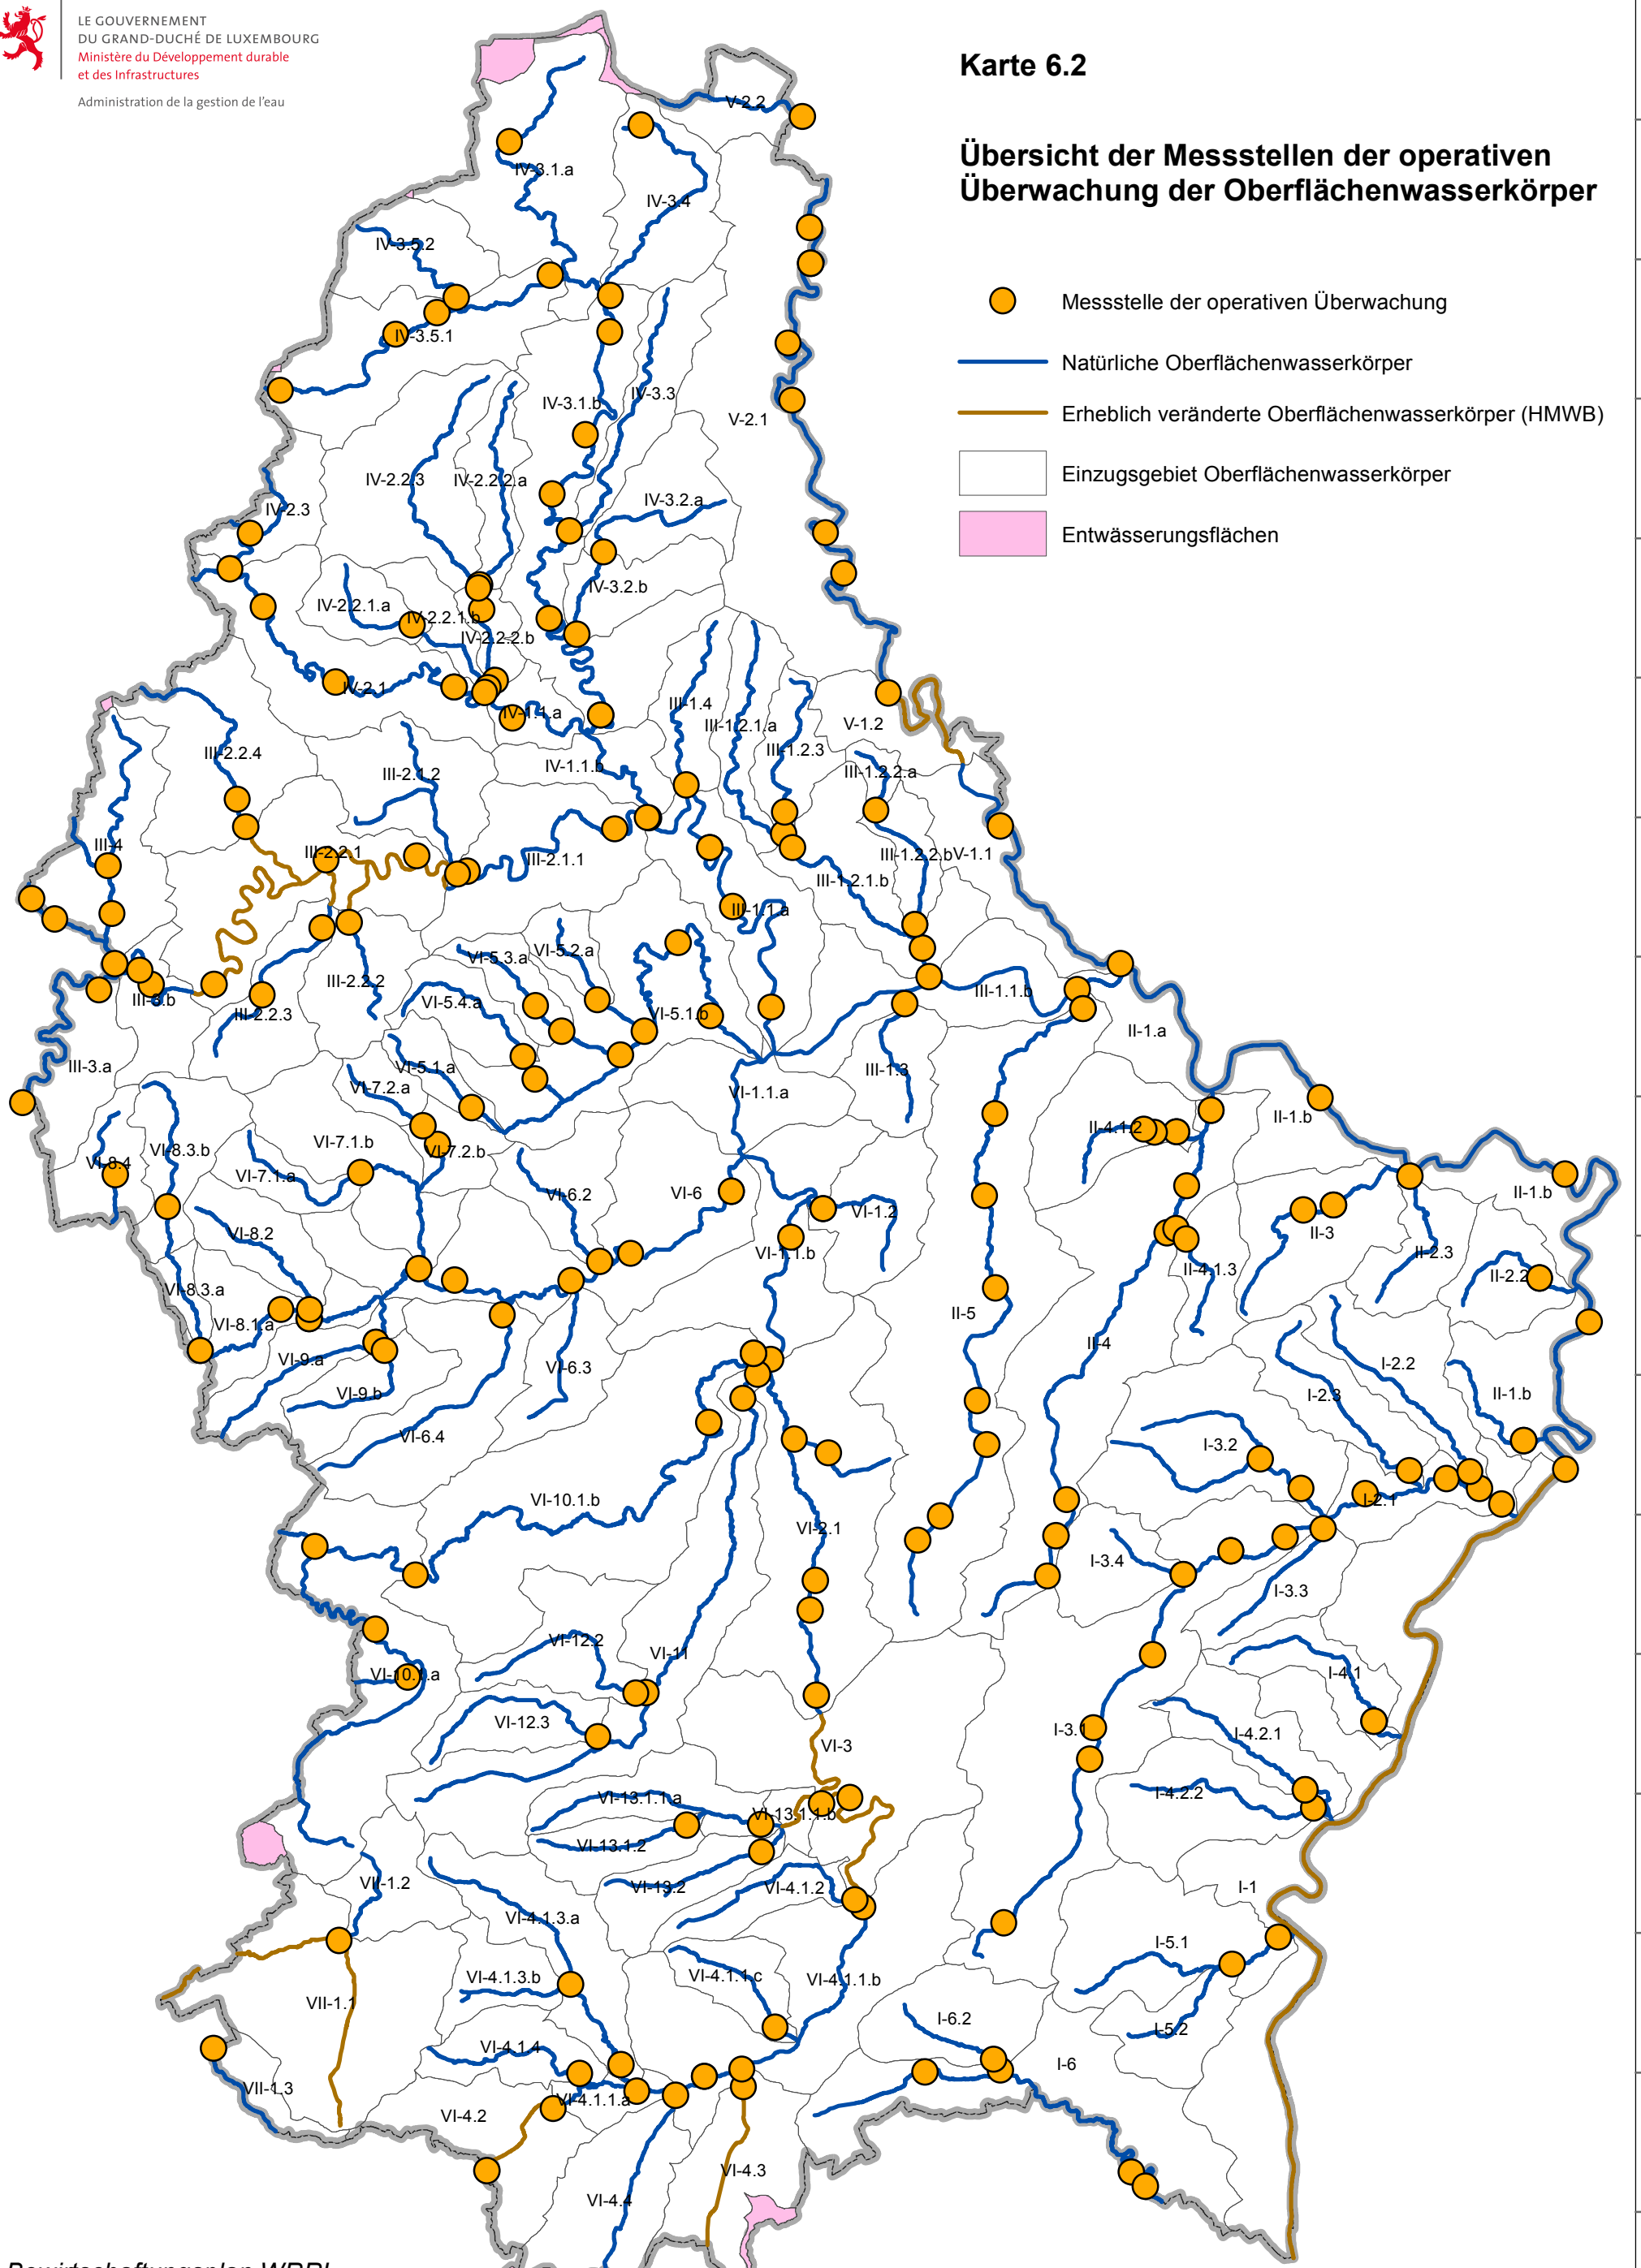 LE GOUVERNEMENT
DU GRAND-DUCHÉ DE LUXEMBOURG
Ministère du Développement durable
et des Infrastructures
Administration de la gestion de l'eau
Karte 6.2
Übersicht der Messstellen der operativen
Überwachung der Oberflächenwasserkörper
Messstelle der operativen Überwachung
Natürliche Oberflächenwasserkörper
Erheblich veränderte Oberflächenwasserkörper (HMWB)
Einzugsgebiet Oberflächenwasserkörper
Entwässerungsflächen
V-2.2
IV-3.1.a
IV-3.4
IV-3.5.2
IV-3.5.1
IV-3.1.b
IV-3.3
V-2.1
IV-2.2.3
IV-2.2.2.a
IV-3.2.a
IV-2.3
IV-3.2.b
IV-2.2.1.a
IV-2.2.1.b
IV-2.2.2.b
IV-2.1
IV-1.1.a
III-1.4
III-1.2.1.a
V-1.2
III-1.2.3
III-2.2.4
IV-1.1.b
III-2.1.2
III-1.2.2.a
III-4
III-2.2.1
III-2.1.1
III-1.2.2.b
V-1.1
III-1.2.1.b
III-1.1.a
VI-5.3.a
VI-5.2.a
III-2.2.2
III-1.1.b
III-3.b
VI-5.4.a
III-2.2.3
VI-5.1.b
II-1.a
III-3.a
VI-5.1.a
III-1.3
VI-7.2.a
VI-1.1.a
II-1.b
II-4.1.2
VI-7.1.b
VI-8.3.b
VI-7.2.b
VI-8.4
VI-7.1.a
VI-6.2
VI-6
II-1.b
VI-1.2
VI-8.2
II-3
VI-1.1.b
II-2.3
II-4.1.3
II-2.2
VI-8.3.a
II-5
VI-8.1.a
II-4
VI-9.a
VI-6.3
I-2.2
VI-9.b
I-2.3
II-1.b
VI-6.4
I-3.2
VI-10.1.b
I-2.1
VI-2.1
I-3.4
I-3.3
VI-12.2
VI-11
VI-10.1.a
I-4.1
VI-12.3
I-3.1
I-4.2.1
VI-3
I-4.2.2
VI-13.1.1.a
VI-13.1.1.b
VI-13.1.2
VII-1.2
VI-13.2
VI-4.1.2
I-1
VI-4.1.3.a
I-5.1
VI-4.1.3.b
VI-4.1.1.c
VI-4.1.1.b
VII-1.1
I-6.2
I-5.2
VI-4.1.4
I-6
VII-1.3
VI-4.1.1.a
VI-4.2
VI-4.3
VI-4.4